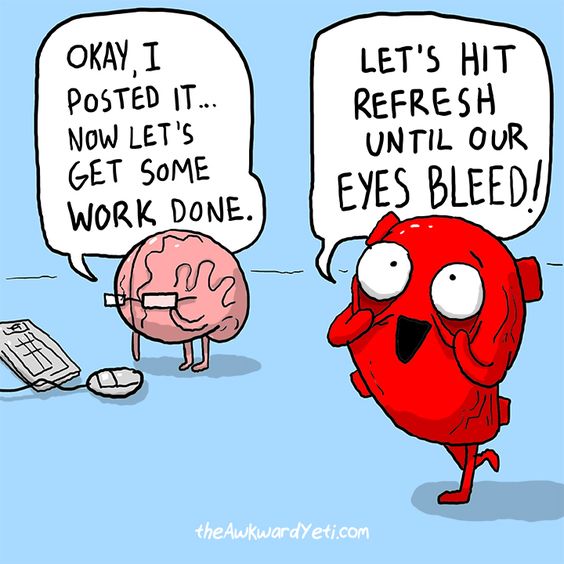 OKAY, I
POSTED IT...
NOW LET'S
GET SOME
WORK DONE.
LET'S HIT
REFRESH
UNTIL OUR
EYES BLEED!
theAwkwardYeti.com